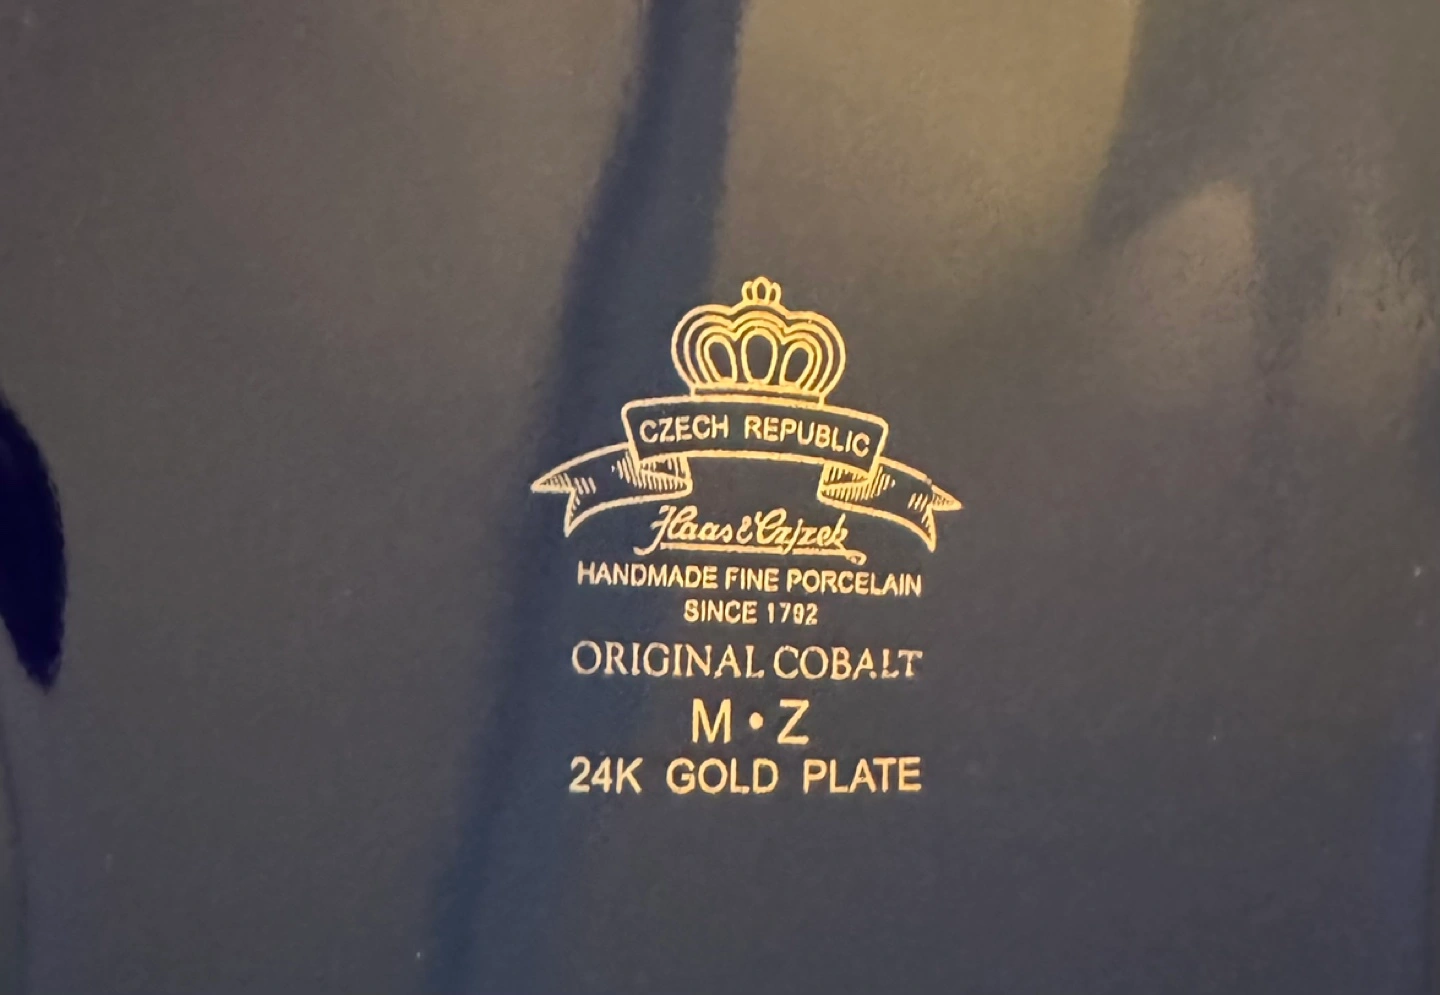 CZECH REPUBLIC
Haas & Czjzek
HANDMADE FINE PORCELAIN
SINCE 1792
ORIGINAL COBALT
M • Z
24K GOLD PLATE